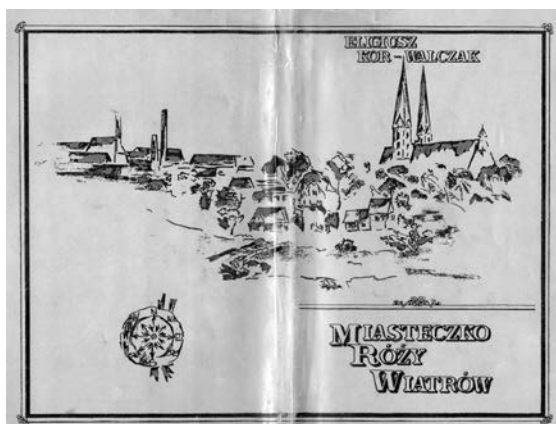 ELIGIUSZ
KOR – WALCZAK
MIASTECZKO
RÓŻY
WIATRÓW